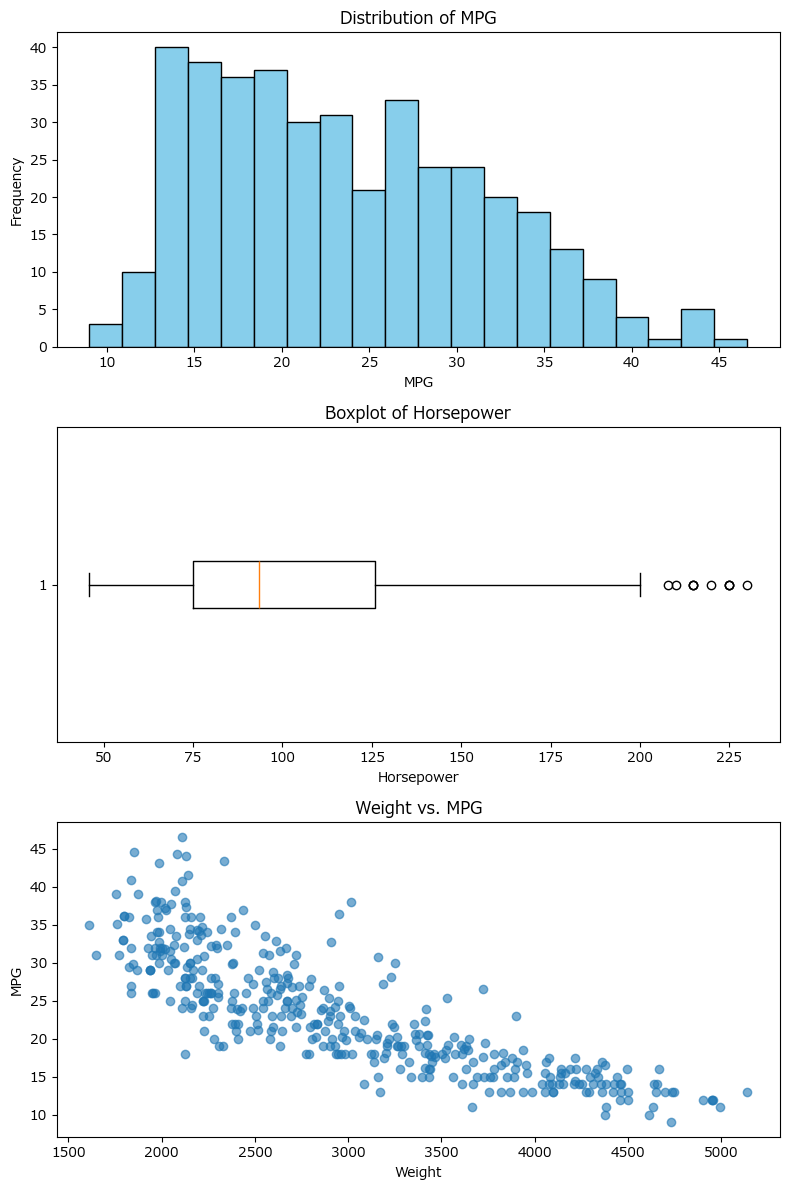 Distribution of MPG
40
35
30
25
20
15
10
5
0
Frequency
10 15 20 25 30 35 40 45
MPG
Boxplot of Horsepower
1
50 75 100 125 150 175 200 225
Horsepower
Weight vs. MPG
45
40
35
30
25
20
15
10
MPG
1500 2000 2500 3000 3500 4000 4500 5000
Weight